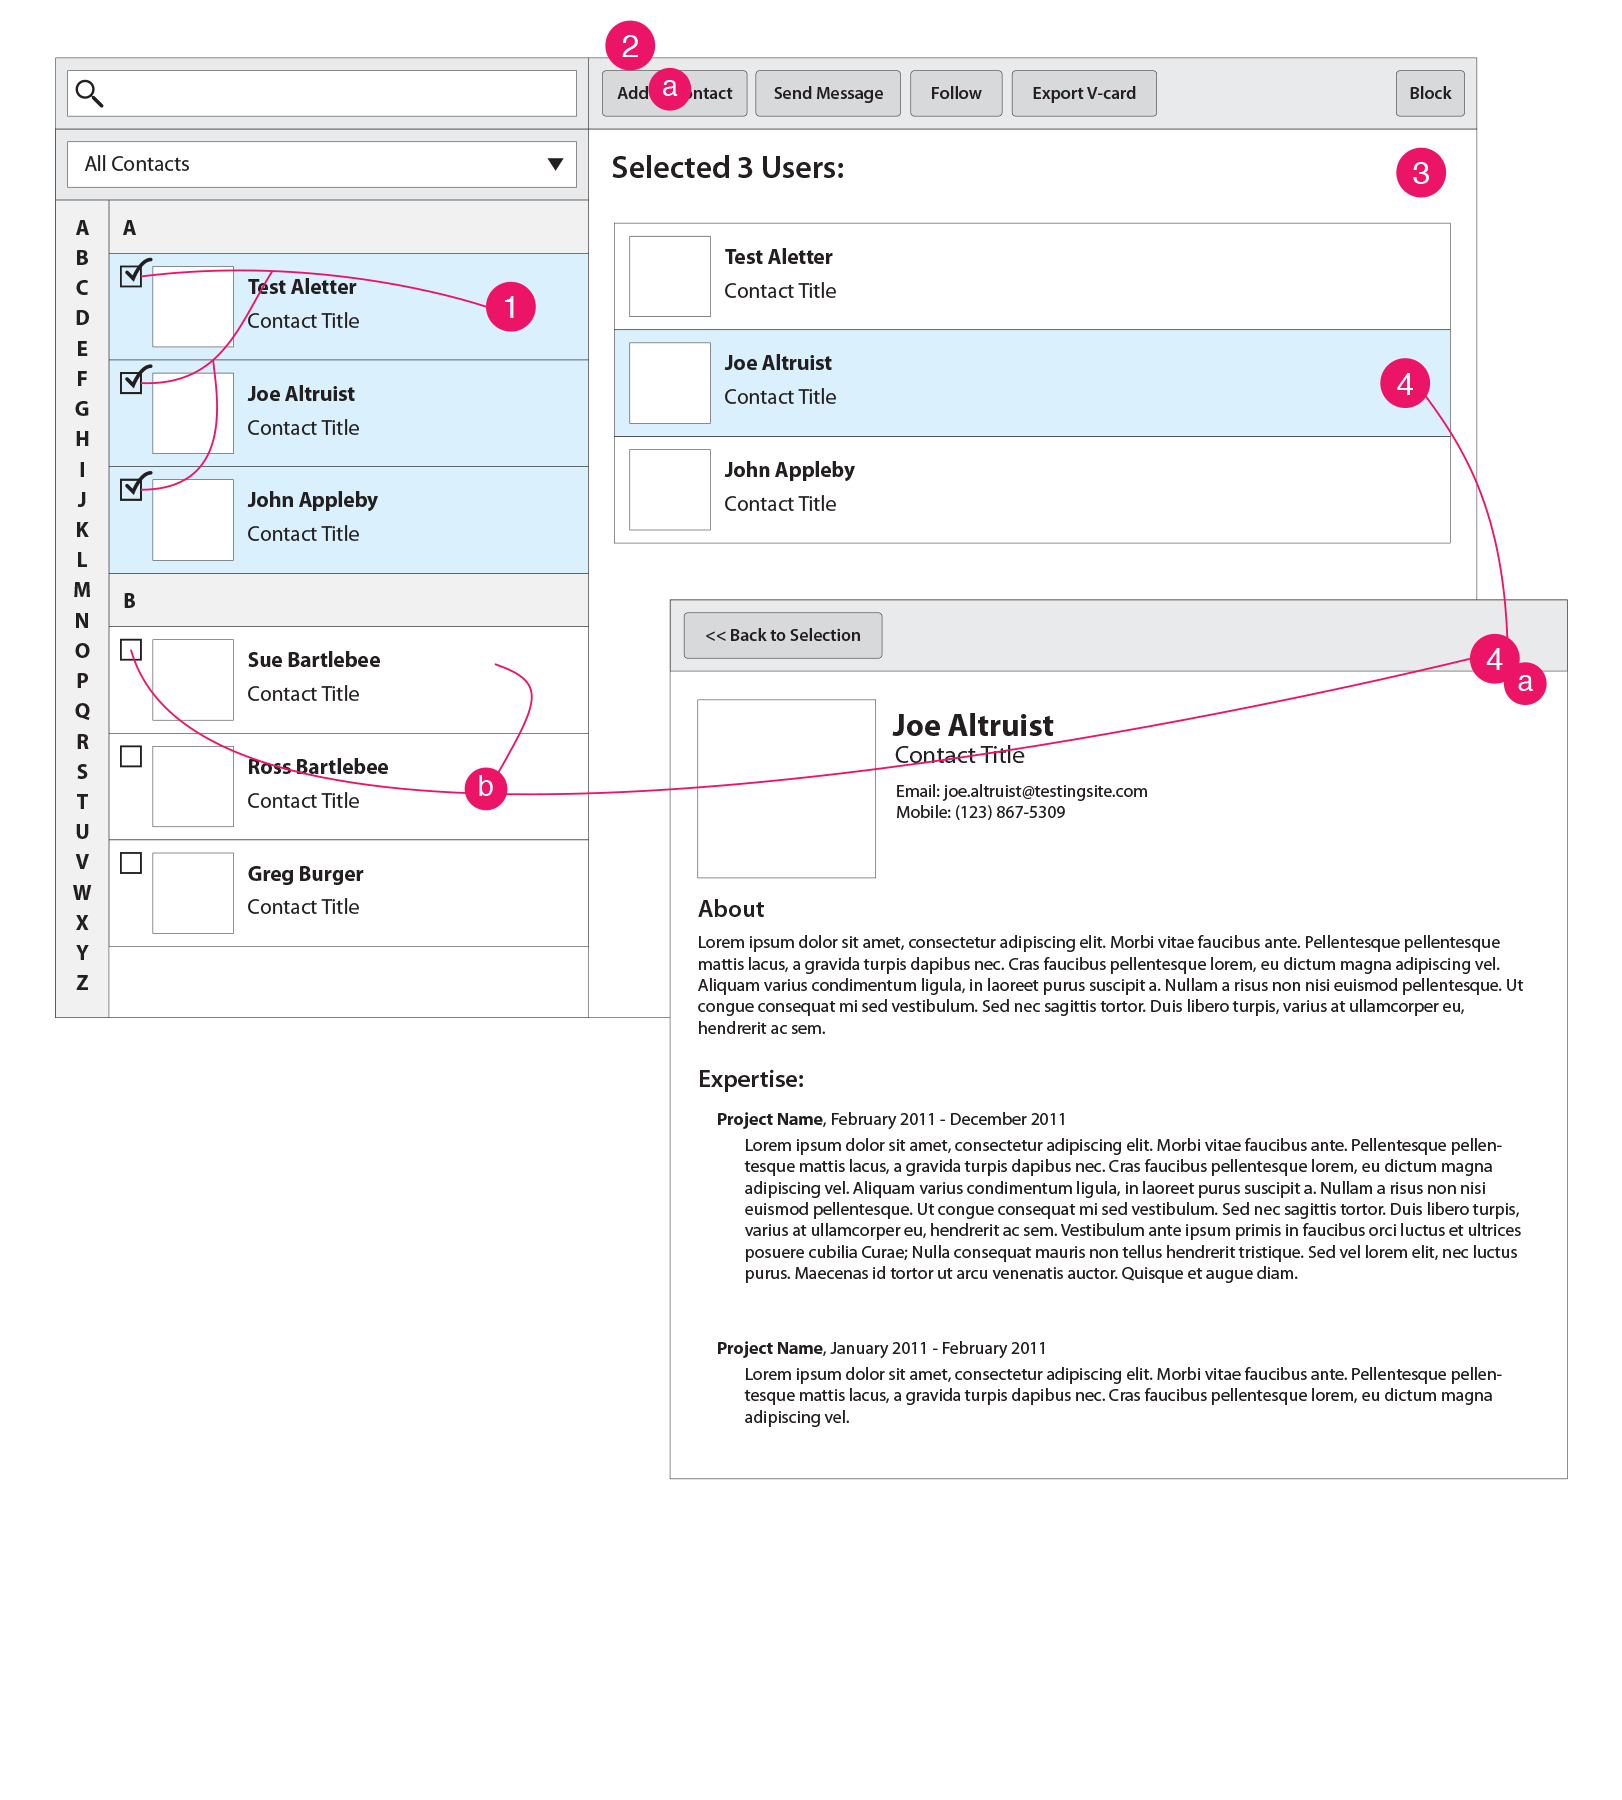 2
a
Add ntact
Send Message
Follow
Export V-card
Block
All Contacts
Selected 3 Users:
3
A
B
C
D
E
F
G
H
I
J
K
L
M
N
O
P
Q
R
S
T
U
V
W
X
Y
Z
A
Test Aletter
Contact Title
1
Joe Altruist
Contact Title
John Appleby
Contact Title
B
Sue Bartlebee
Contact Title
Ross Bartlebee
Contact Title
b
Greg Burger
Contact Title
Test Aletter
Contact Title
Joe Altruist
Contact Title
4
John Appleby
Contact Title
<< Back to Selection
4
a
Joe Altruist
Contact Title
Email: joe.altruist@testingsite.com
Mobile: (123) 867-5309
About
Lorem ipsum dolor sit amet, consectetur adipiscing elit. Morbi vitae faucibus ante. Pellentesque pellentesque
mattis lacus, a gravida turpis dapibus nec. Cras faucibus pellentesque lorem, eu dictum magna adipiscing vel.
Aliquam varius condimentum ligula, in laoreet purus suscipit a. Nullam a risus non nisi euismod pellentesque. Ut
congue consequat mi sed vestibulum. Sed nec sagittis tortor. Duis libero turpis, varius at ullamcorper eu,
hendrerit ac sem.
Expertise:
Project Name, February 2011 - December 2011
Lorem ipsum dolor sit amet, consectetur adipiscing elit. Morbi vitae faucibus ante. Pellentesque pellen-
tesque mattis lacus, a gravida turpis dapibus nec. Cras faucibus pellentesque lorem, eu dictum magna
adipiscing vel. Aliquam varius condimentum ligula, in laoreet purus suscipit a. Nullam a risus non nisi
euismod pellentesque. Ut congue consequat mi sed vestibulum. Sed nec sagittis tortor. Duis libero turpis,
varius at ullamcorper eu, hendrerit ac sem. Vestibulum ante ipsum primis in faucibus orci luctus et ultrices
posuere cubilia Curae; Nulla consequat mauris non tellus hendrerit tristique. Sed vel lorem elit, nec luctus
purus. Maecenas id tortor ut arcu venenatis auctor. Quisque et augue diam.
Project Name, January 2011 - February 2011
Lorem ipsum dolor sit amet, consectetur adipiscing elit. Morbi vitae faucibus ante. Pellentesque pellen-
tesque mattis lacus, a gravida turpis dapibus nec. Cras faucibus pellentesque lorem, eu dictum magna
adipiscing vel.